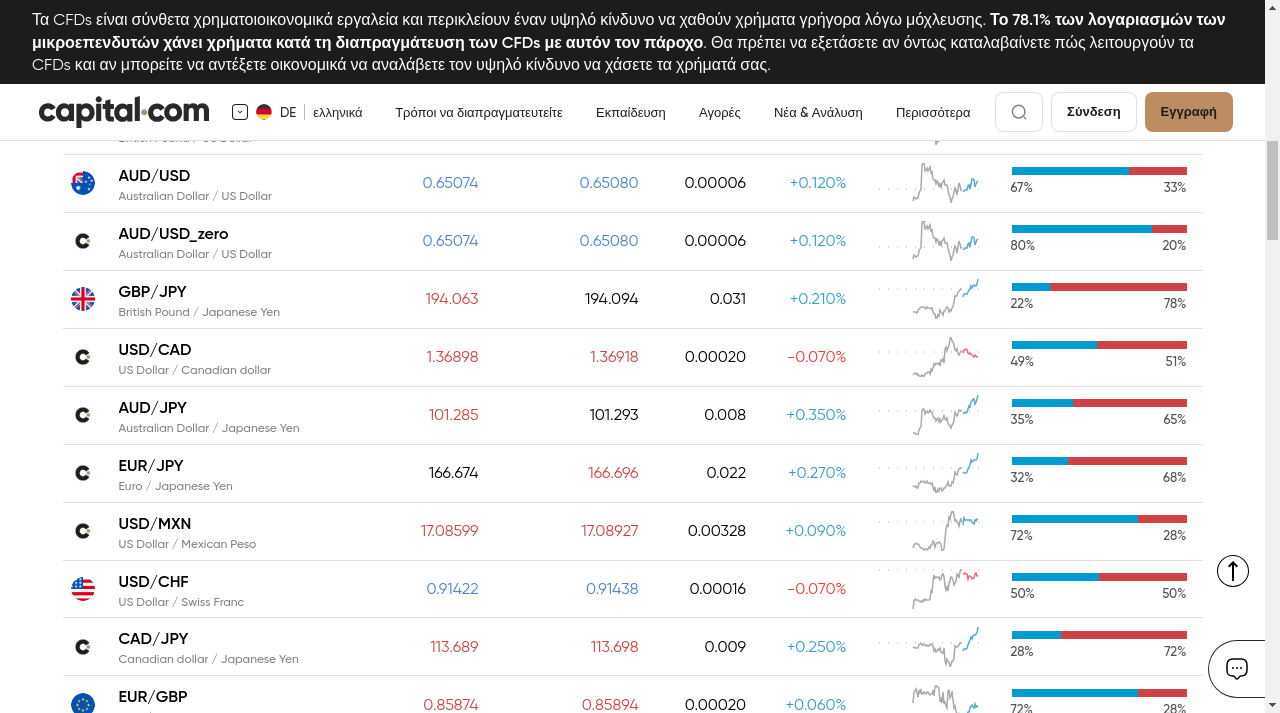 Τα CFDs είναι σύνθετα χρηματοοικονομικά εργαλεία και περικλείουν έναν υψηλό κίνδυνο να χαθούν χρήματα γρήγορα λόγω μόχλευσης. Το 78.1% των λογαριασμών των
μικροεπενδυτών χάνει χρήματα κατά τη διαπραγμάτευση των CFDs με αυτόν τον πάροχο. Θα πρέπει να εξετάσετε αν όντως καταλαβαίνετε πώς λειτουργούν τα
CFDs και αν μπορείτε να αντέξετε οικονομικά να αναλάβετε τον υψηλό κίνδυνο να χάσετε τα χρήματά σας.
capital.com DE ελληνικά Τρόποι να διαπραγματευτείτε Εκπαίδευση Αγορές Νέα & Ανάλυση Περισσότερα Σύνδεση Εγγραφή
AUD/USD 0.65074 0.65080 0.00006 +0.120%
Australian Dollar / US Dollar 67% 33%
AUD/USD_zero 0.65074 0.65080 0.00006 +0.120%
Australian Dollar / US Dollar 80% 20%
GBP/JPY 194.063 194.094 0.031 +0.210%
British Pound / Japanese Yen 22% 78%
USD/CAD 1.36898 1.36918 0.00020 -0.070%
US Dollar / Canadian dollar 49% 51%
AUD/JPY 101.285 101.293 0.008 +0.350%
Australian Dollar / Japanese Yen 35% 65%
EUR/JPY 166.674 166.696 0.022 +0.270%
Euro / Japanese Yen 32% 68%
USD/MXN 17.08599 17.08927 0.00328 +0.090%
US Dollar / Mexican Peso 72% 28%
USD/CHF 0.91422 0.91438 0.00016 -0.070%
US Dollar / Swiss Franc 50% 50%
CAD/JPY 113.689 113.698 0.009 +0.250%
Canadian dollar / Japanese Yen 28% 72%
EUR/GBP 0.85874 0.85894 0.00020 +0.060%
72% 28%